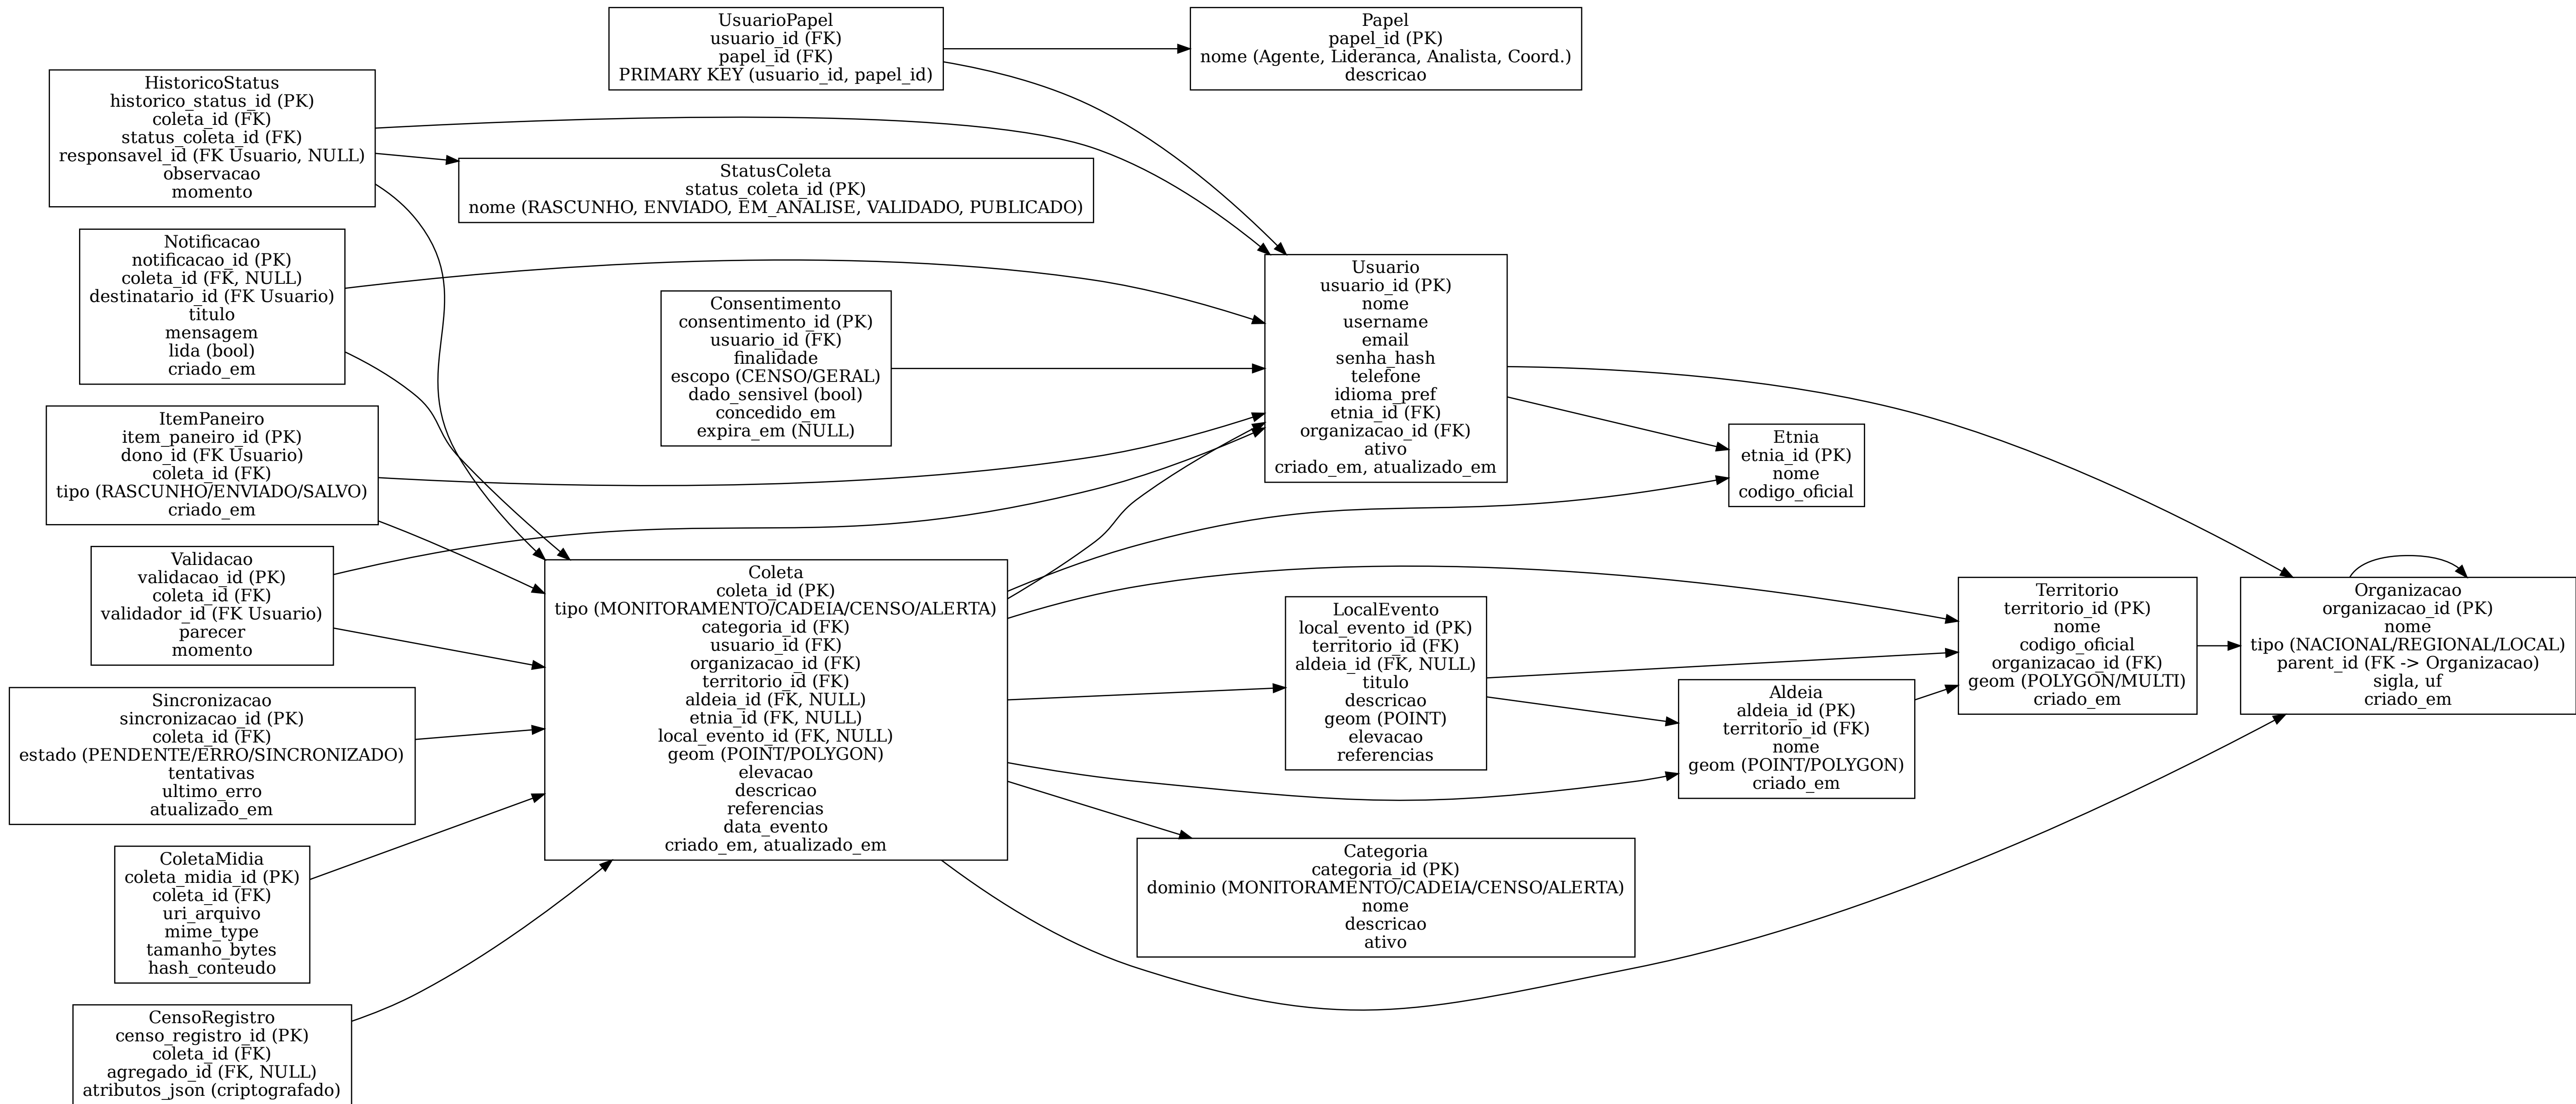 UsuarioPapel
usuario_id (FK)
papel_id (FK)
PRIMARY KEY (usuario_id, papel_id)
Papel
papel_id (PK)
nome (Agente, Lideranca, Analista, Coord.)
descricao
HistoricoStatus
historico_status_id (PK)
coleta_id (FK)
status_coleta_id (FK)
responsavel_id (FK Usuario, NULL)
observacao
momento
StatusColeta
status_coleta_id (PK)
nome (RASCUNHO, ENVIADO, EM_ANALISE, VALIDADO, PUBLICADO)
Notificacao
notificacao_id (PK)
coleta_id (FK, NULL)
destinatario_id (FK Usuario)
titulo
mensagem
lida (bool)
criado_em
Consentimento
consentimento_id (PK)
usuario_id (FK)
finalidade
escopo (CENSO/GERAL)
dado_sensivel (bool)
concedido_em
expira_em (NULL)
Usuario
usuario_id (PK)
nome
username
email
senha_hash
telefone
idioma_pref
etnia_id (FK)
organizacao_id (FK)
ativo
criado_em, atualizado_em
ItemPaneiro
item_paneiro_id (PK)
dono_id (FK Usuario)
coleta_id (FK)
tipo (RASCUNHO/ENVIADO/SALVO)
criado_em
Etnia
etnia_id (PK)
nome
codigo_oficial
Validacao
validacao_id (PK)
coleta_id (FK)
validador_id (FK Usuario)
parecer
momento
Coleta
coleta_id (PK)
tipo (MONITORAMENTO/CADEIA/CENSO/ALERTA)
categoria_id (FK)
usuario_id (FK)
organizacao_id (FK)
territorio_id (FK)
aldeia_id (FK, NULL)
etnia_id (FK, NULL)
local_evento_id (FK, NULL)
geom (POINT/POLYGON)
elevacao
descricao
referencias
data_evento
criado_em, atualizado_em
LocalEvento
local_evento_id (PK)
territorio_id (FK)
aldeia_id (FK, NULL)
titulo
descricao
geom (POINT)
elevacao
referencias
Territorio
territorio_id (PK)
nome
codigo_oficial
organizacao_id (FK)
geom (POLYGON/MULTI)
criado_em
Organizacao
organizacao_id (PK)
nome
tipo (NACIONAL/REGIONAL/LOCAL)
parent_id (FK -> Organizacao)
sigla, uf
criado_em
Aldeia
aldeia_id (PK)
territorio_id (FK)
nome
geom (POINT/POLYGON)
criado_em
Sincronizacao
sincronizacao_id (PK)
coleta_id (FK)
estado (PENDENTE/ERRO/SINCRONIZADO)
tentativas
ultimo_erro
atualizado_em
Categoria
categoria_id (PK)
dominio (MONITORAMENTO/CADEIA/CENSO/ALERTA)
nome
descricao
ativo
ColetaMidia
coleta_midia_id (PK)
coleta_id (FK)
uri_arquivo
mime_type
tamanho_bytes
hash_conteudo
CensoRegistro
censo_registro_id (PK)
coleta_id (FK)
agregado_id (FK, NULL)
atributos_json (criptografado)